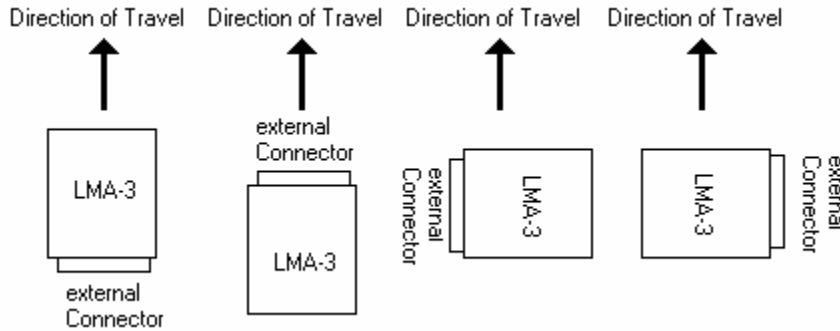 Direction of Travel
Direction of Travel
Direction of Travel
Direction of Travel
LMA-3
external
Connector
external
Connector
LMA-3
external
Connector
LMA-3
LMA-3
external
Connector